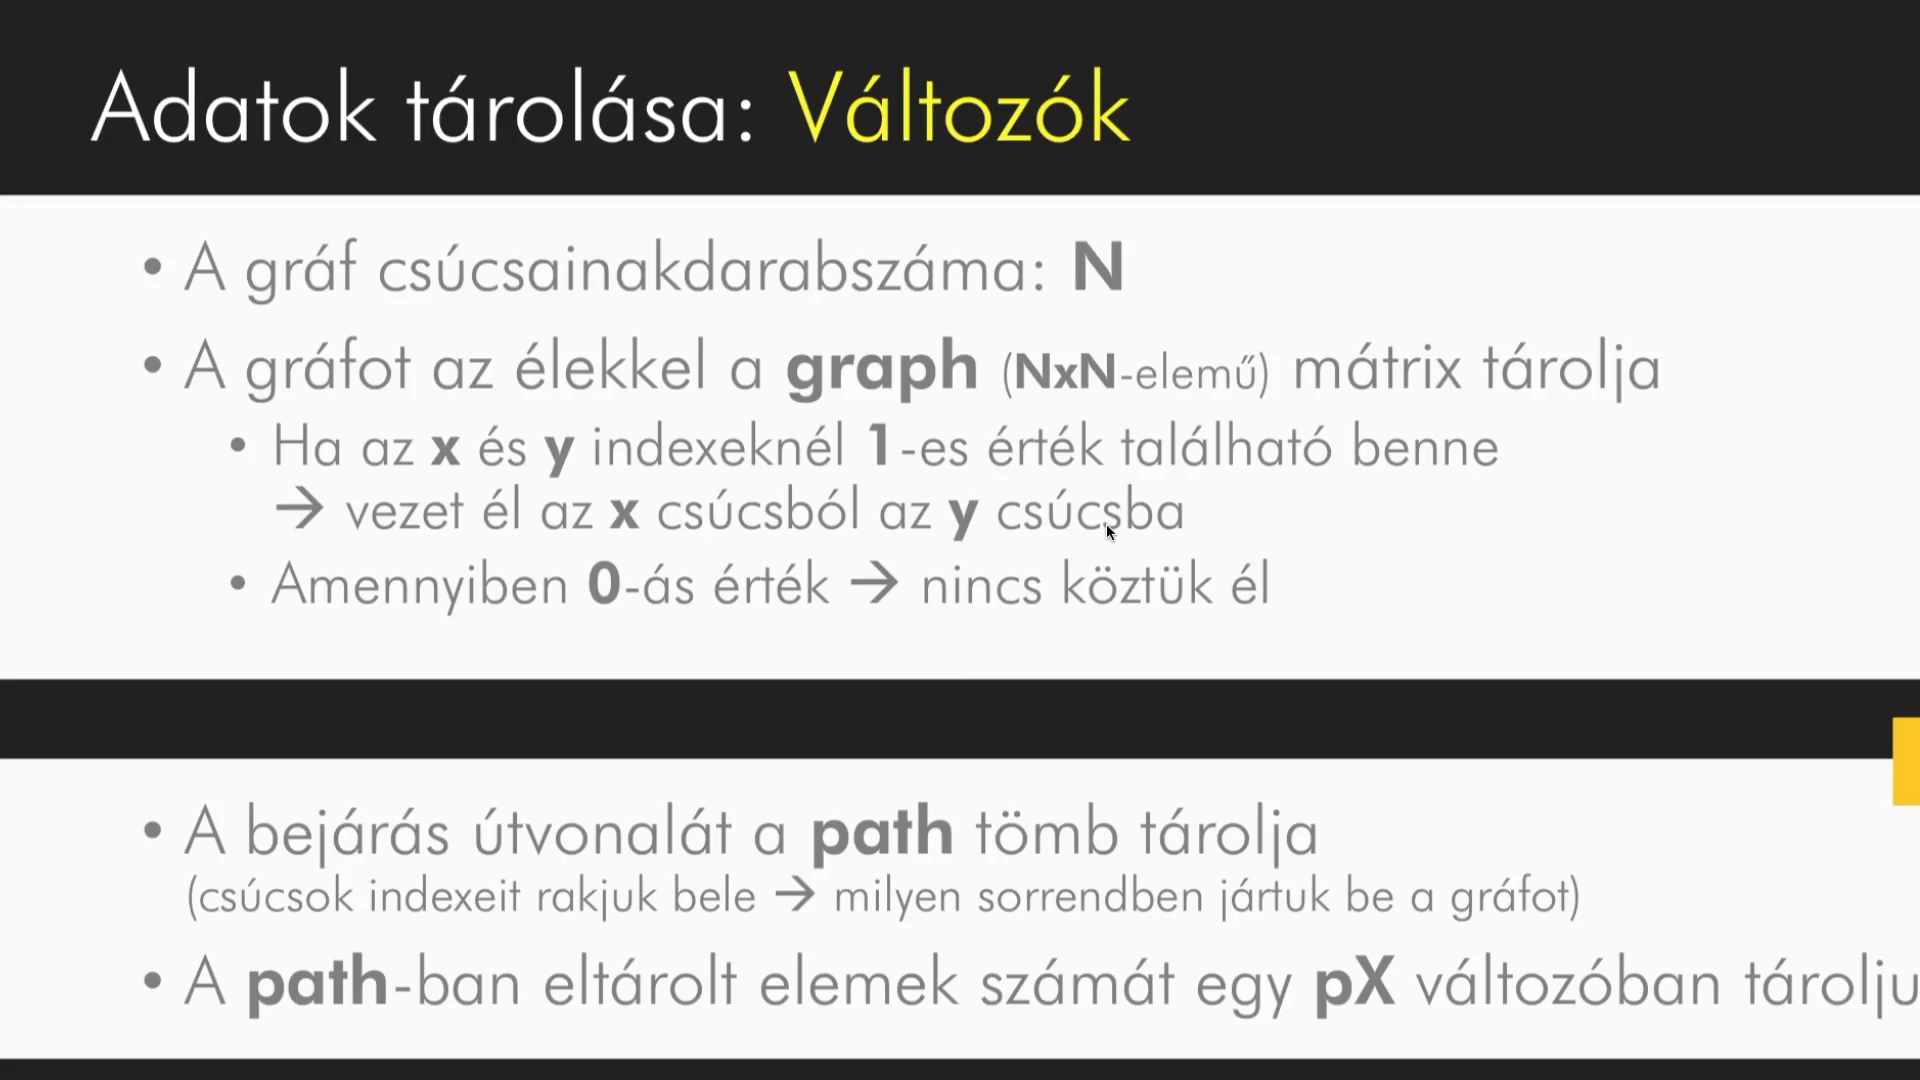 Adatok tárolása: Változók
• A gráf csúcsainakdarabszáma: N
• A gráfot az élekkel a graph (NxN-elemű) mátrix tárolja
• Ha az x és y indexeknél 1-es érték található benne
→ vezet él az x csúcsból az y csúcsba
• Amennyiben 0-ás érték → nincs köztük él
• A bejárás útvonalát a path tömb tárolja
(csúcsok indexeit rakjuk bele → milyen sorrendben jártuk be a gráfot)
• A path-ban eltárolt elemek számát egy pX változóban tárolju